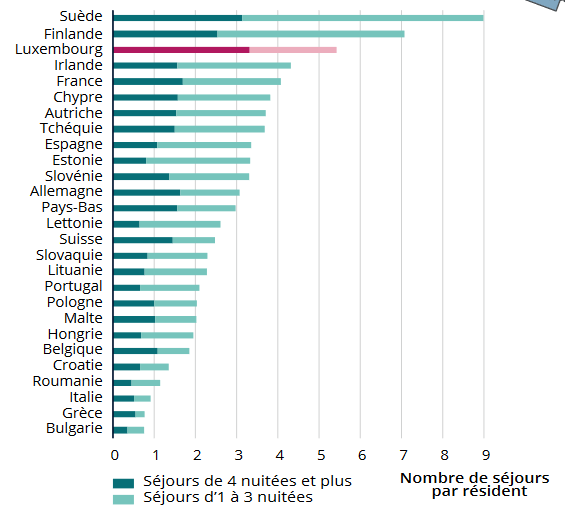 Suède
Finlande
Luxembourg
Irlande
France
Chypre
Autriche
Tchéquie
Espagne
Estonie
Slovénie
Allemagne
Pays-Bas
Lettonie
Suisse
Slovaquie
Lituanie
Portugal
Pologne
Malte
Hongrie
Belgique
Croatie
Roumanie
Italie
Grèce
Bulgarie
0 1 2 3 4 5 6 7 8 9
Séjours de 4 nuitées et plus
Séjours d'1 à 3 nuitées
Nombre de séjours
par résident